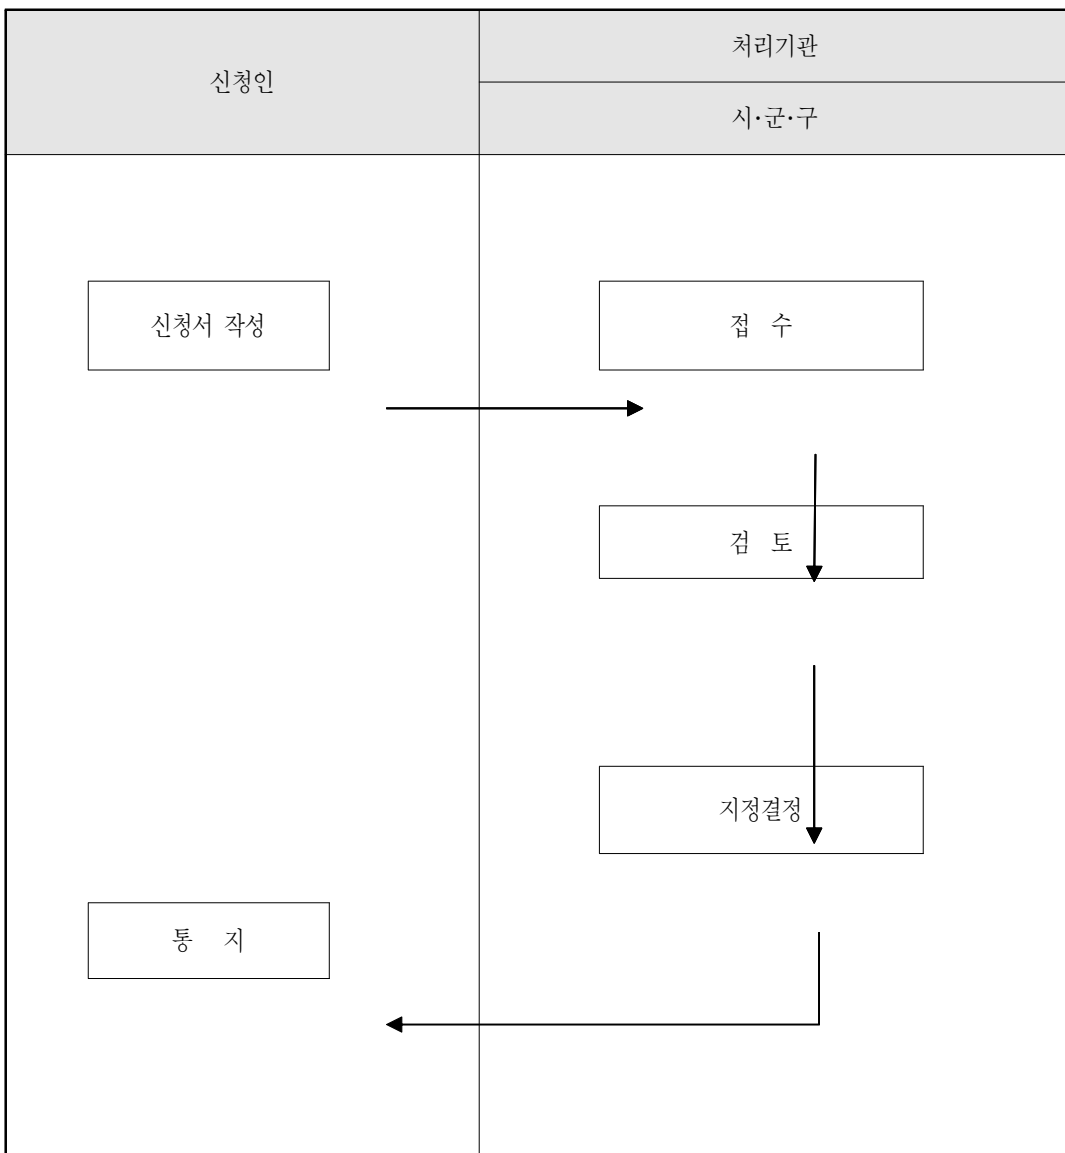 신청인
처리기관
시·군·구
신청서 작성
접 수
검 토
지정결정
통 지